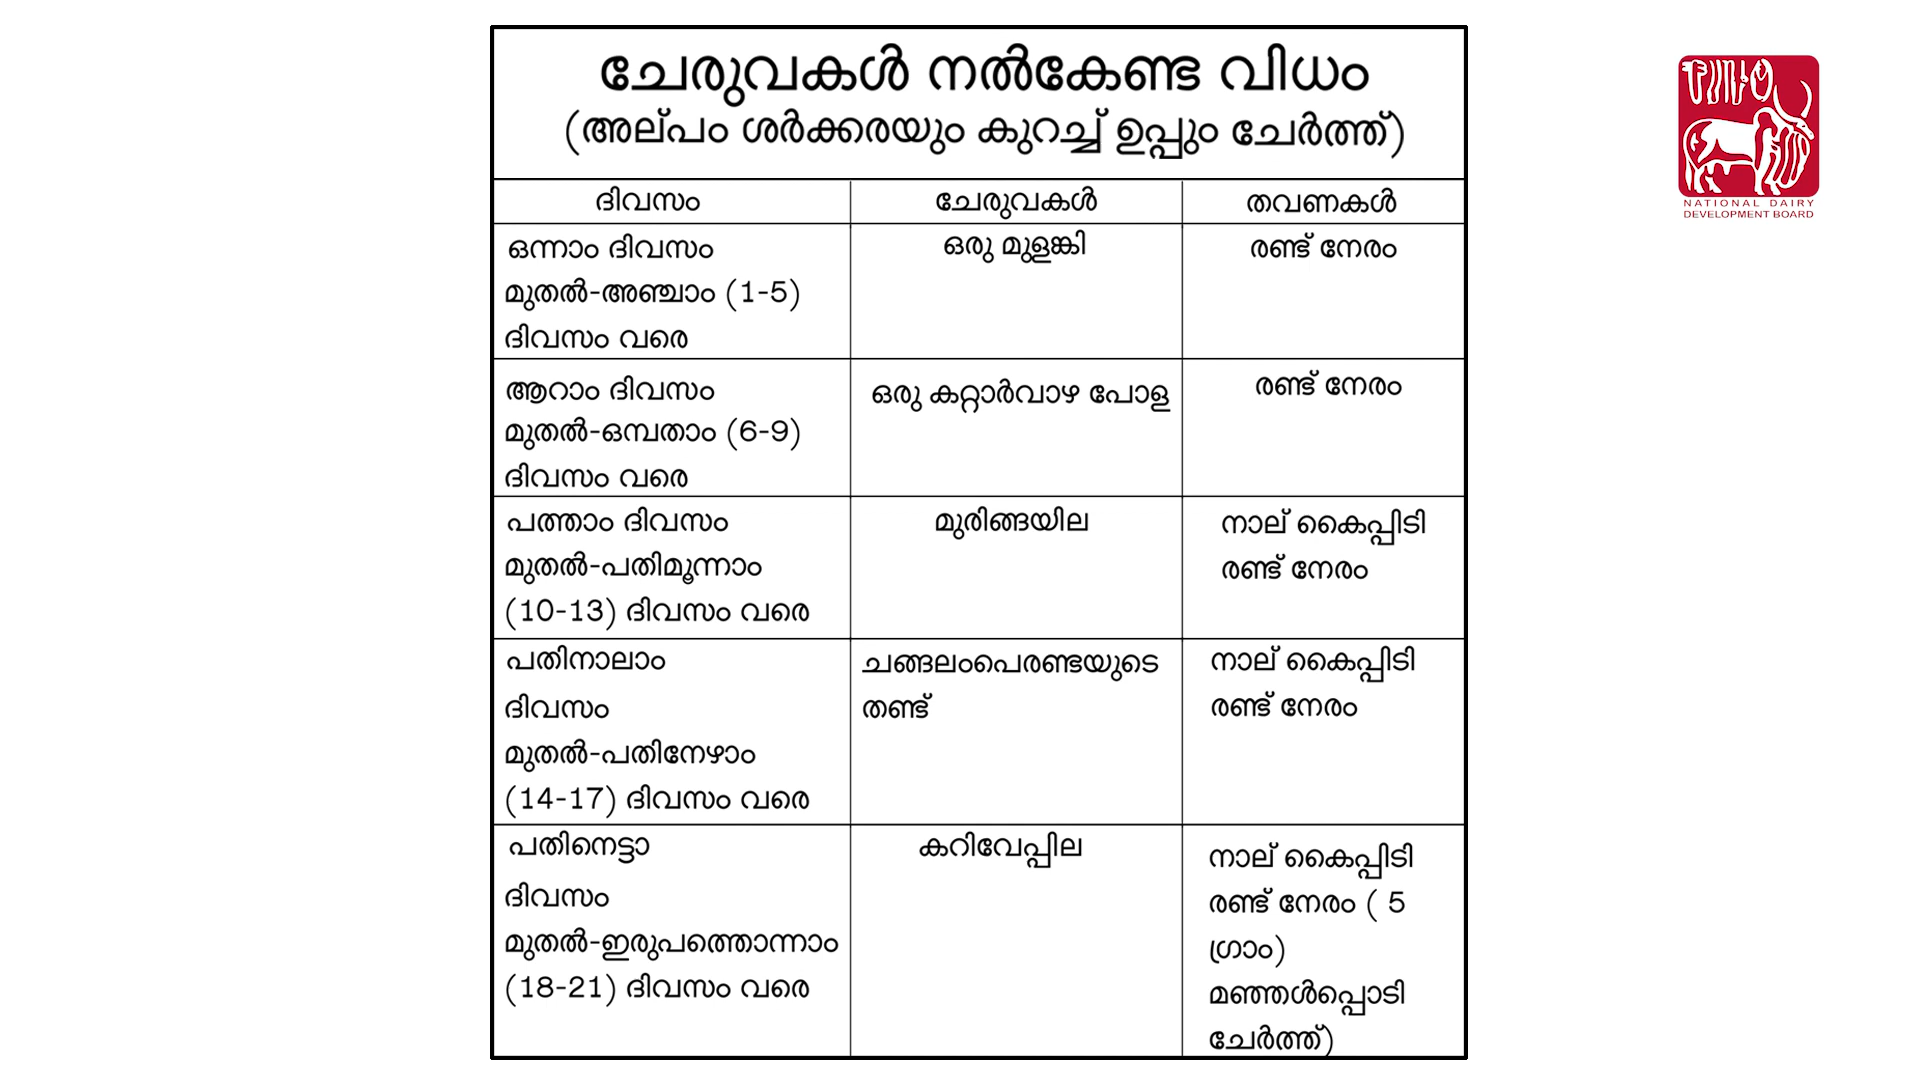 ചേരുവകൾ നൽകേണ്ട വിധം
(അല്പം ശർക്കരയും കുറച്ച് ഉപ്പും ചേർത്ത്)
ദിവസം ചേരുവകൾ തവണകൾ
ഒന്നാം ദിവസം
മുതൽ-അഞ്ചാം (1-5)
ദിവസം വരെ
ഒരു മുളങ്കി
രണ്ട് നേരം
ആറാം ദിവസം
മുതൽ-ഒമ്പതാം (6-9)
ദിവസം വരെ
ഒരു കറ്റാർവാഴ പോള
രണ്ട് നേരം
പത്താം ദിവസം
മുതൽ-പതിമൂന്നാം
(10-13) ദിവസം വരെ
മുരിങ്ങയില
നാല് കൈപ്പിടി
രണ്ട് നേരം
പതിനാലാം
ദിവസം
മുതൽ-പതിനേഴാം
(14-17) ദിവസം വരെ
ചങ്ങലംപെരണ്ടയുടെ
തണ്ട്
നാല് കൈപ്പിടി
രണ്ട് നേരം
പതിനെട്ടാ
ദിവസം
മുതൽ-ഇരുപത്തൊന്നാം
(18-21) ദിവസം വരെ
കറിവേപ്പില
നാല് കൈപ്പിടി
രണ്ട് നേരം ( 5
ഗ്രാം)
മഞ്ഞൾപ്പൊടി
ചേർത്ത്)
NATIONAL DAIRY
DEVELOPMENT BOARD